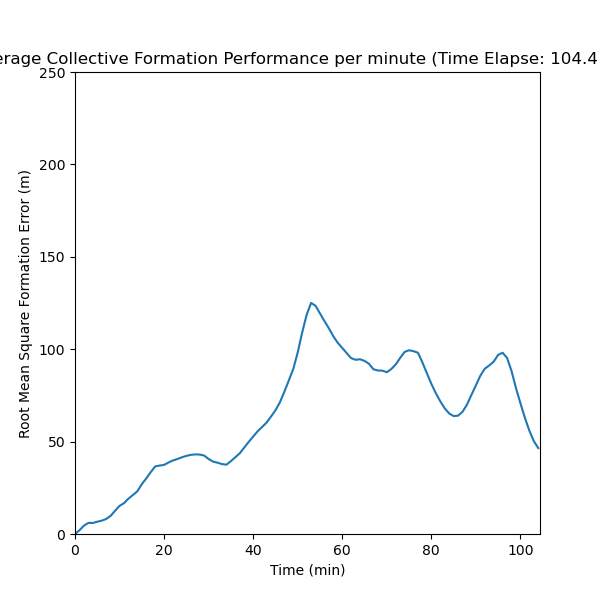 erage Collective Formation Performance per minute (Time Elapse: 104.4
250
200
150
100
50
0
Root Mean Square Formation Error (m)
0 20 40 60 80 100
Time (min)